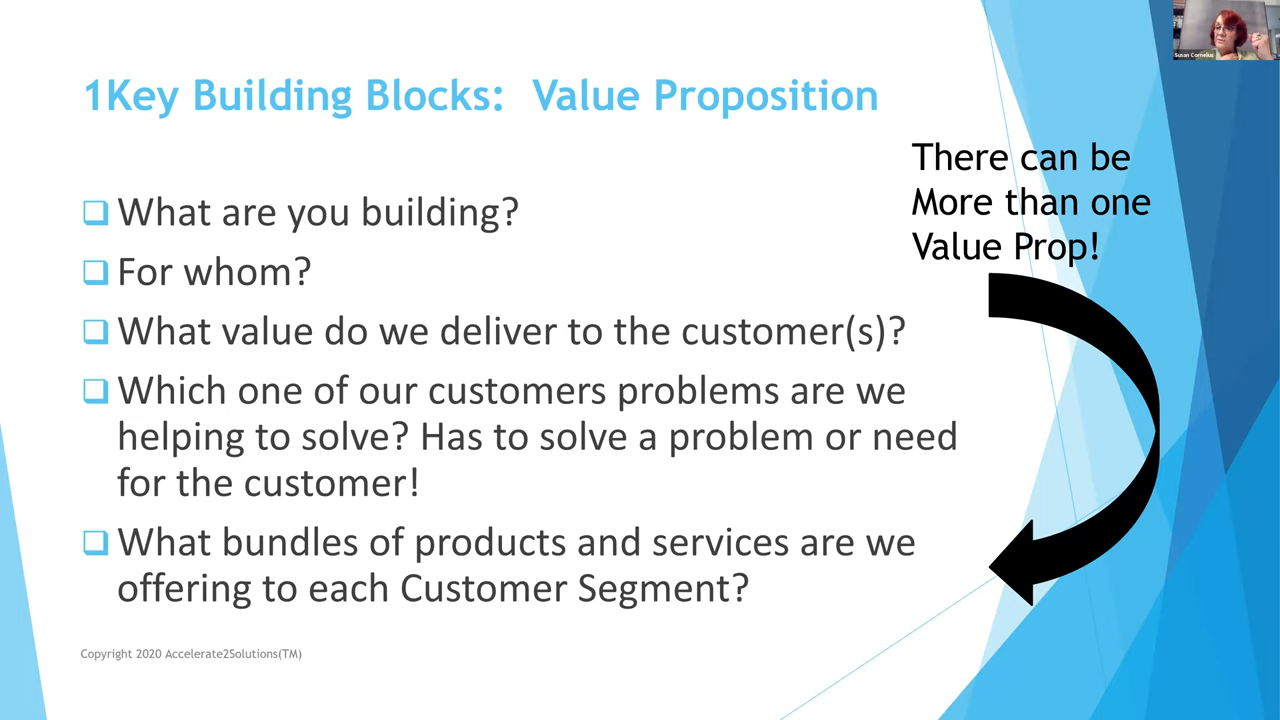 Susan Cornelius
1Key Building Blocks:  Value Proposition
There can be
More than one
Value Prop!
❑ What are you building?
❑ For whom?
❑ What value do we deliver to the customer(s)?
❑ Which one of our customers problems are we
helping to solve? Has to solve a problem or need
for the customer!
❑ What bundles of products and services are we
offering to each Customer Segment?
Copyright 2020 Accelerate2Solutions(TM)